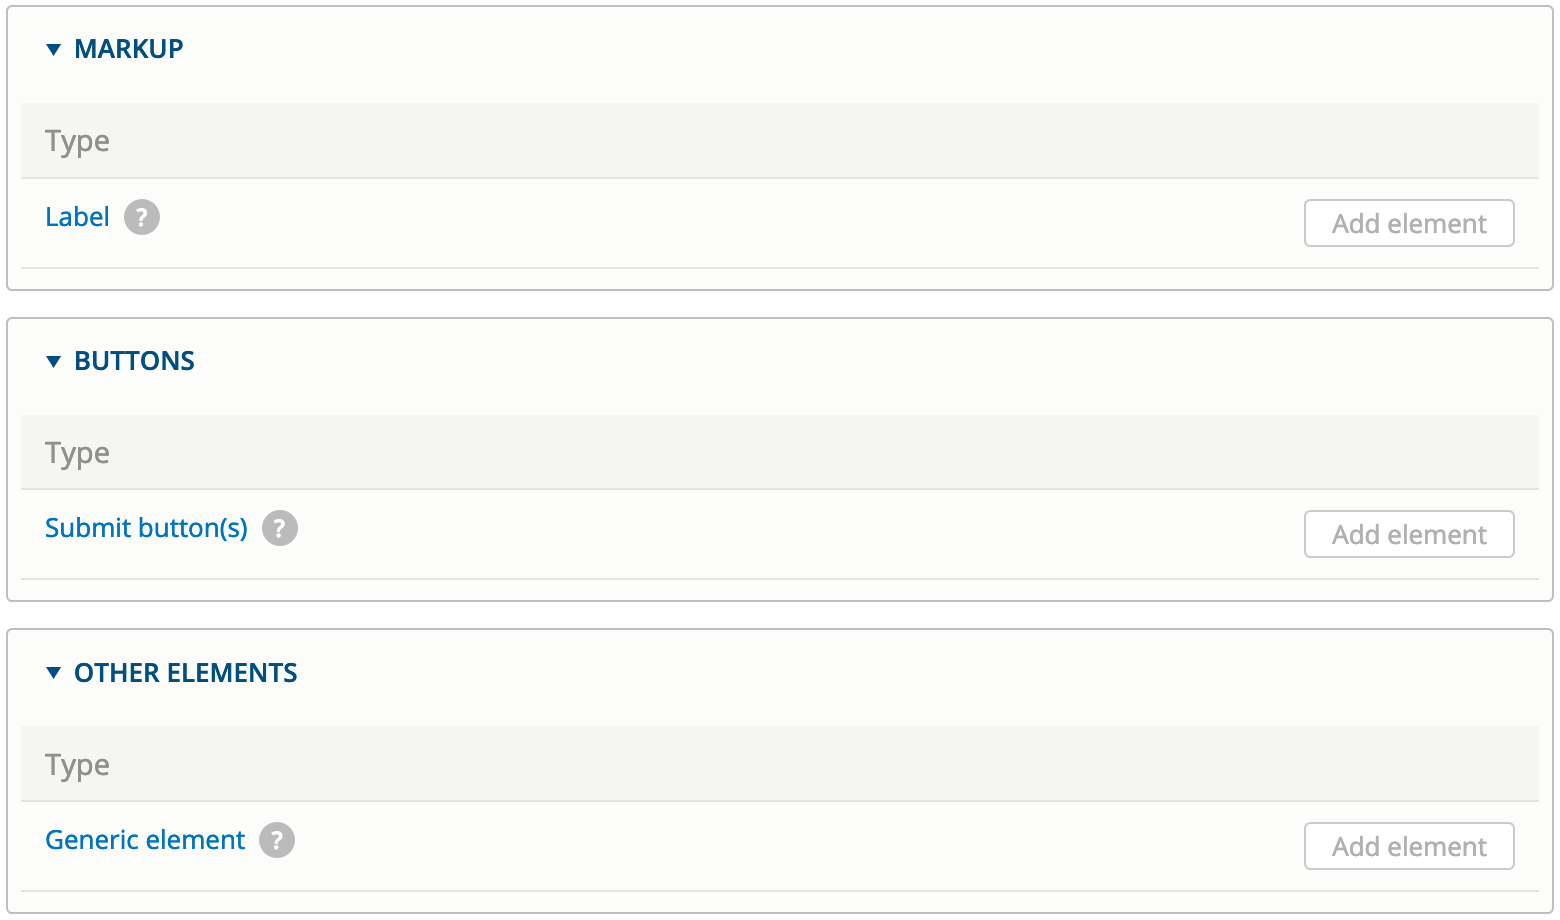 MARKUP
Type
Label ? Add element
BUTTONS
Type
Submit button(s) ? Add element
OTHER ELEMENTS
Type
Generic element ? Add element